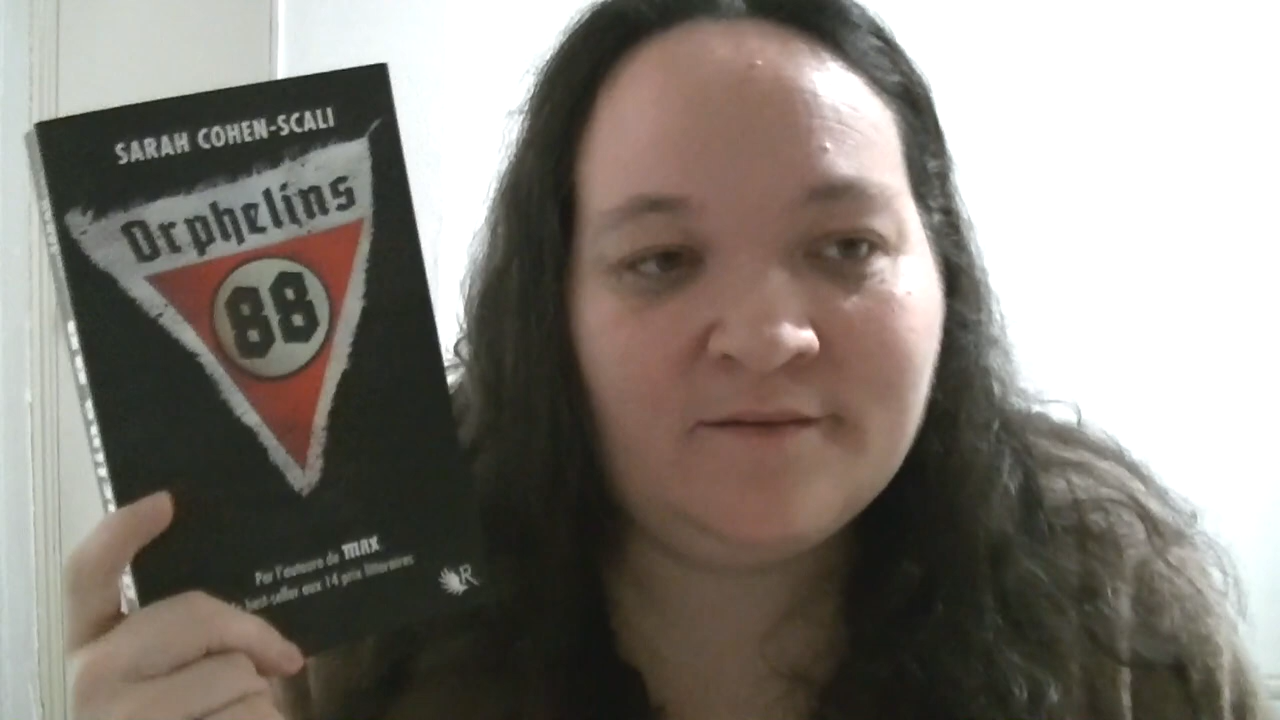 SARAH COHEN-SCALI
Orphelins
88
Par l'auteure de MAX
best-seller aux 14 prix littéraires
R